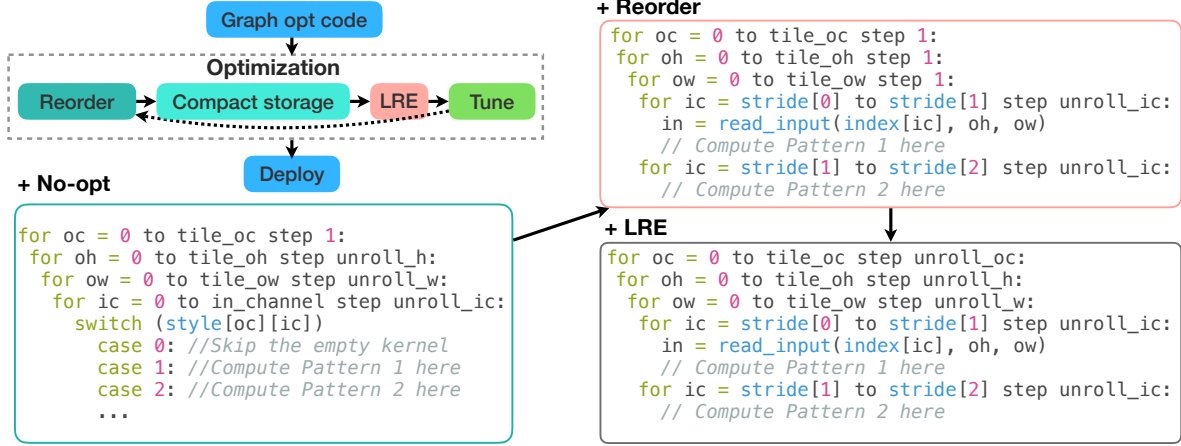 Graph opt code
Optimization
Reorder
Compact storage
LRE
Tune
Deploy
+ No-opt
for oc = 0 to tile_oc step 1:
for oh = 0 to tile_oh step unroll_h:
for ow = 0 to tile_ow step unroll_w:
for ic = 0 to in_channel step unroll_ic:
switch (style[oc][ic])
case 0: //Skip the empty kernel
case 1: //Compute Pattern 1 here
case 2: //Compute Pattern 2 here
...
+ Reorder
for oc = 0 to tile_oc step 1:
for oh = 0 to tile_oh step 1:
for ow = 0 to tile_ow step 1:
for ic = stride[0] to stride[1] step unroll_ic:
in = read_input(index[ic], oh, ow)
// Compute Pattern 1 here
for ic = stride[1] to stride[2] step unroll_ic:
// Compute Pattern 2 here
+ LRE
for oc = 0 to tile_oc step unroll_oc:
for oh = 0 to tile_oh step unroll_h:
for ow = 0 to tile_ow step unroll_w:
for ic = stride[0] to stride[1] step unroll_ic:
in = read_input(index[ic], oh, ow)
// Compute Pattern 1 here
for ic = stride[1] to stride[2] step unroll_ic:
// Compute Pattern 2 here